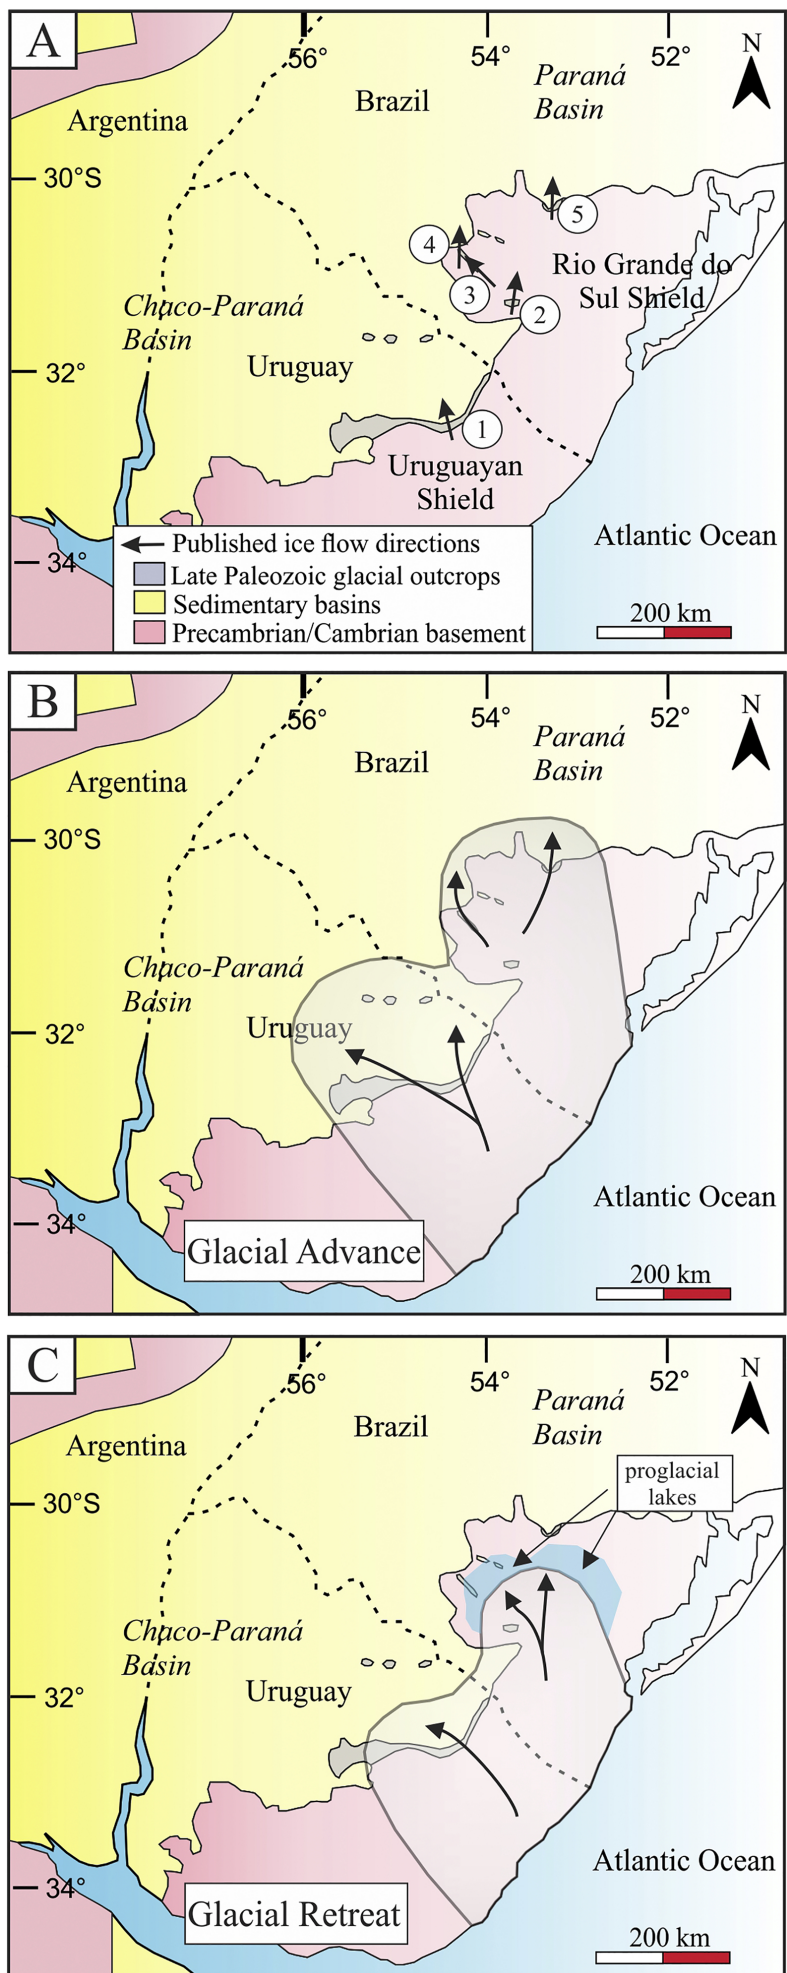 A
56°
54°
52°
N
Paraná
Basin
Brazil
Argentina
30°S
5
4
Rio Grande do
Sul Shield
3
2
Chaco-Paraná
Basin
Uruguay
32°
1
Uruguayan
Shield
Atlantic Ocean
34°
Published ice flow directions
Late Paleozoic glacial outcrops
Sedimentary basins
Precambrian/Cambrian basement
200 km
B
56°
54°
52°
N
Paraná
Basin
Brazil
Argentina
30°S
Chaco-Paraná
Basin
Uruguay
32°
Atlantic Ocean
34°
Glacial Advance
200 km
C
56°
54°
52°
N
Paraná
Basin
Brazil
Argentina
proglacial
lakes
30°S
Chaco-Paraná
Basin
Uruguay
32°
Atlantic Ocean
34°
Glacial Retreat
200 km